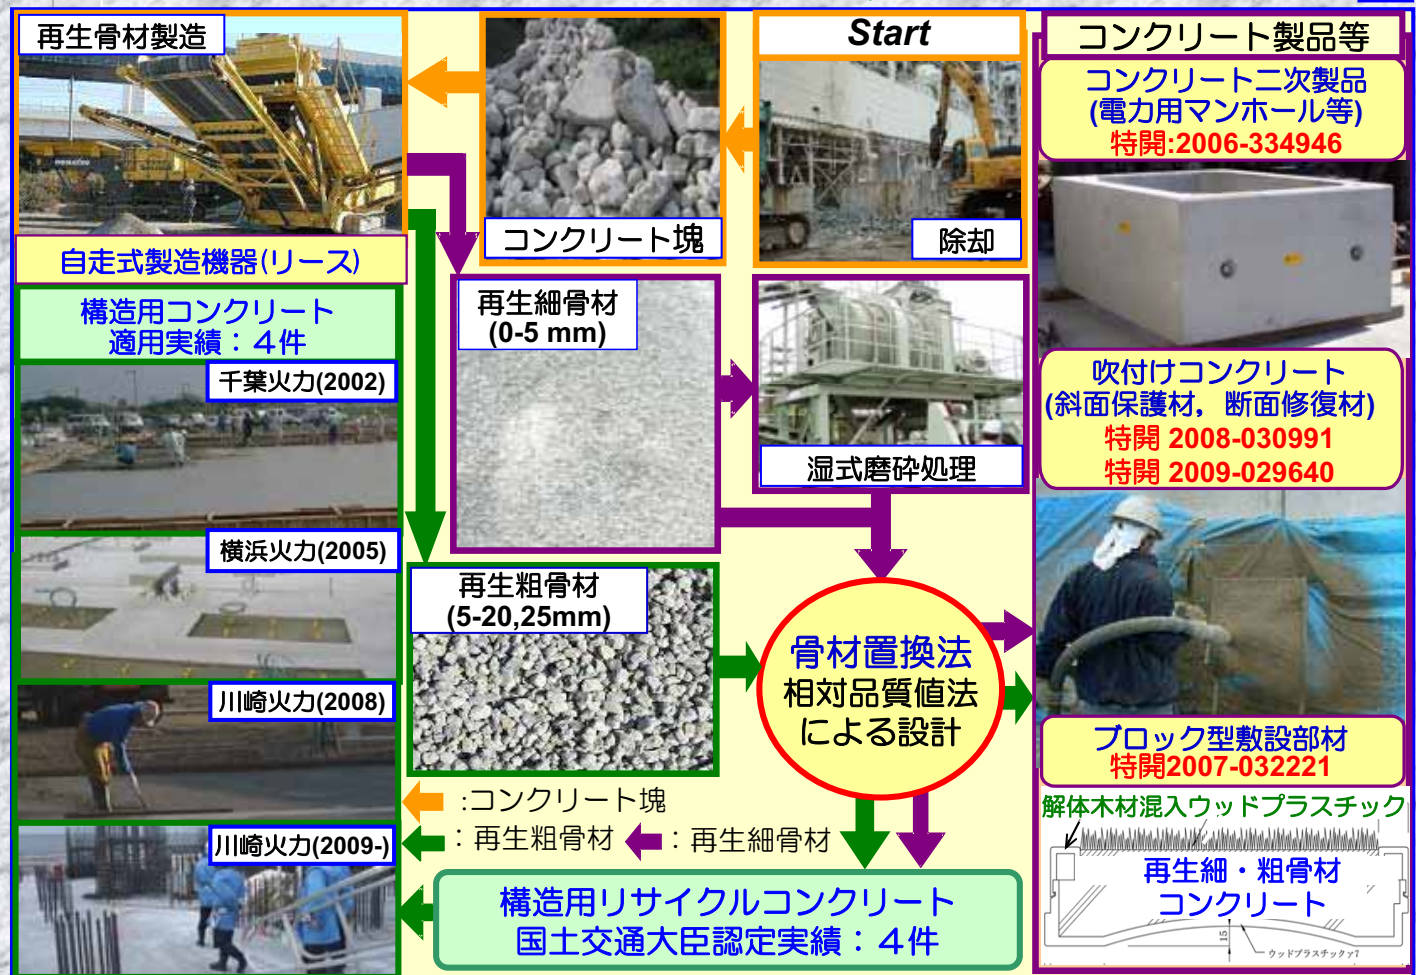 再生骨材製造
自走式製造機器(リース)
コンクリート塊
Start
除却
構造用コンクリート
適用実績：４件
千葉火力(2002)
横浜火力(2005)
川崎火力(2008)
川崎火力(2009-)
再生細骨材
(0-5 mm)
湿式磨砕処理
再生粗骨材
(5-20,25mm)
骨材置換法
相対品質値法
による設計
:コンクリート塊
：再生粗骨材
：再生細骨材
構造用リサイクルコンクリート
国土交通大臣認定実績：４件
コンクリート製品等
コンクリート二次製品
(電力用マンホール等)
特開:2006-334946
吹付けコンクリート
(斜面保護材，断面修復材)
特開 2008-030991
特開 2009-029640
ブロック型敷設部材
特開2007-032221
解体木材混入ウッドプラスチック
再生細・粗骨材
コンクリート
15
ウッドプラスチックァ7